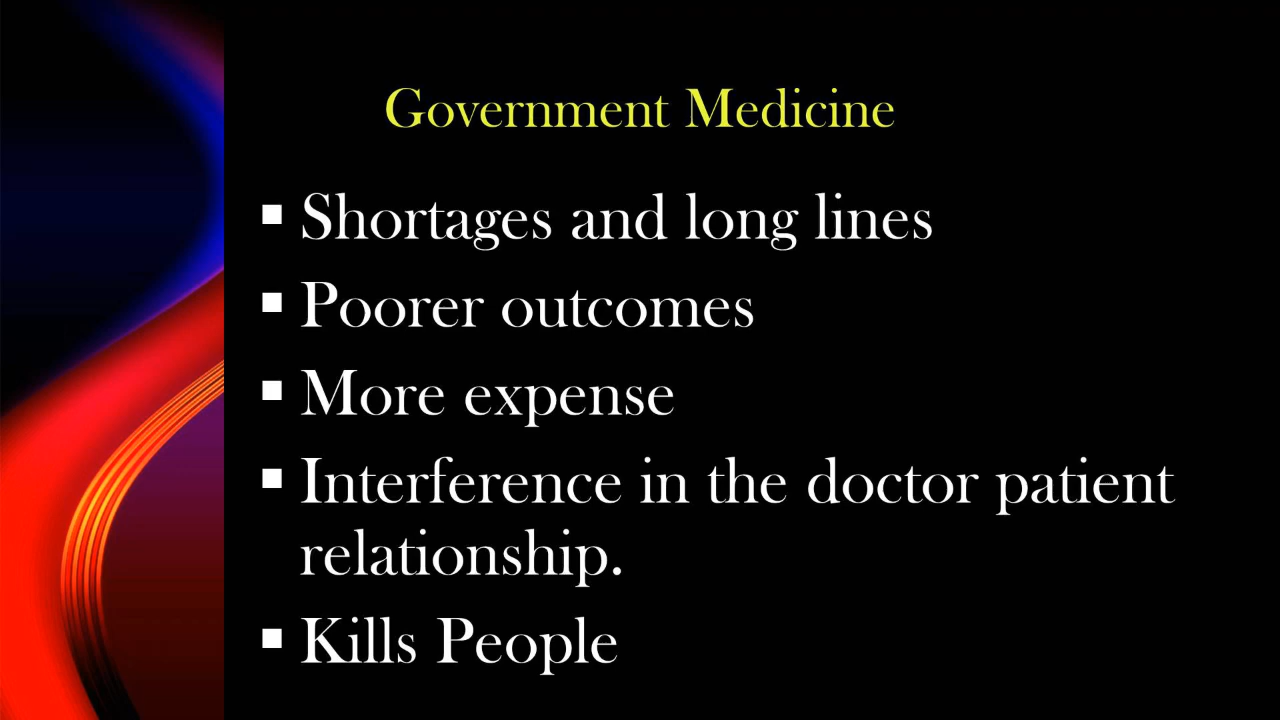 Government Medicine
▪ Shortages and long lines
▪ Poorer outcomes
▪ More expense
▪ Interference in the doctor patient
relationship.
▪ Kills People